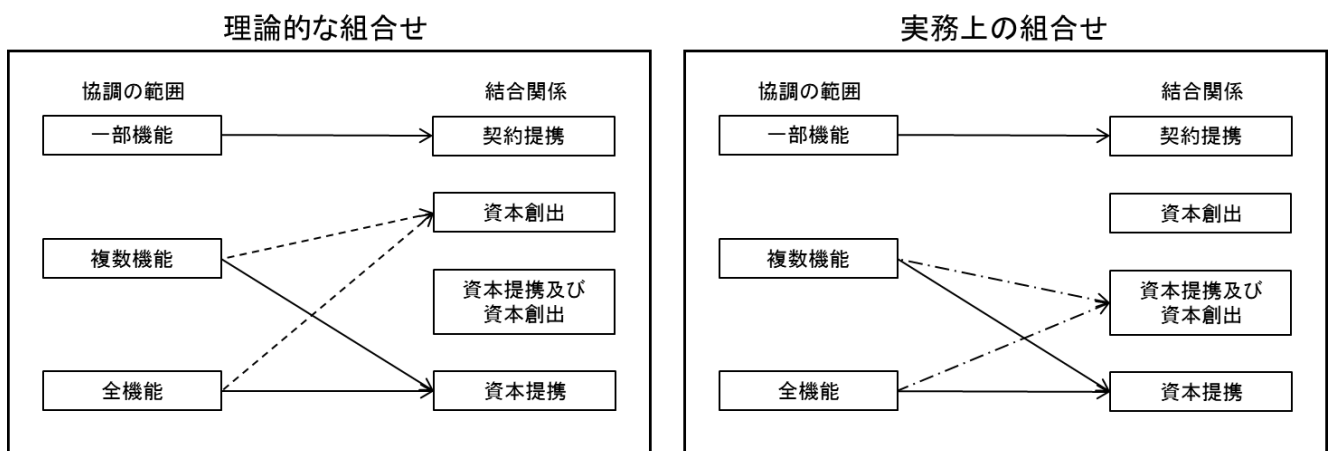 理論的な組合せ
協調の範囲
結合関係
一部機能
契約提携
資本創出
複数機能
資本提携及び
資本創出
全機能
資本提携
実務上の組合せ
協調の範囲
結合関係
一部機能
契約提携
資本創出
複数機能
資本提携及び
資本創出
全機能
資本提携